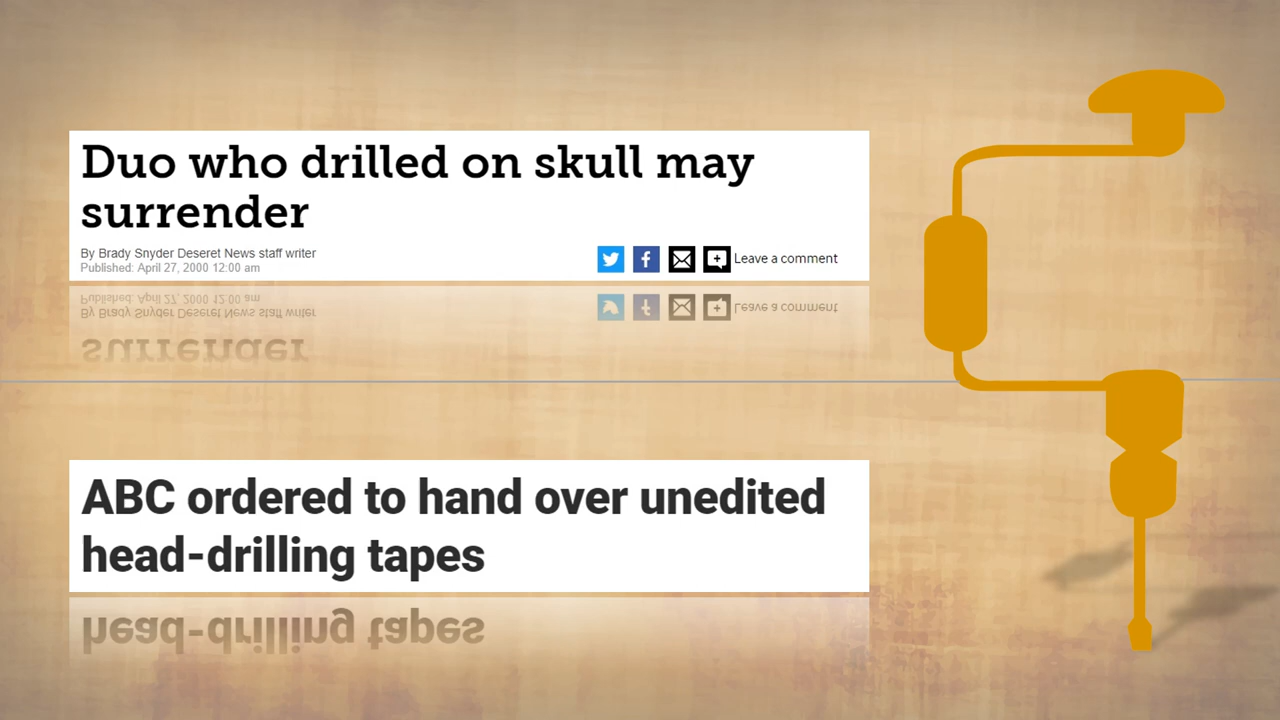 Duo who drilled on skull may
surrender
By Brady Snyder Deseret News staff writer
Published: April 27, 2000 12:00 am
Leave a comment
ABC ordered to hand over unedited
head-drilling tapes